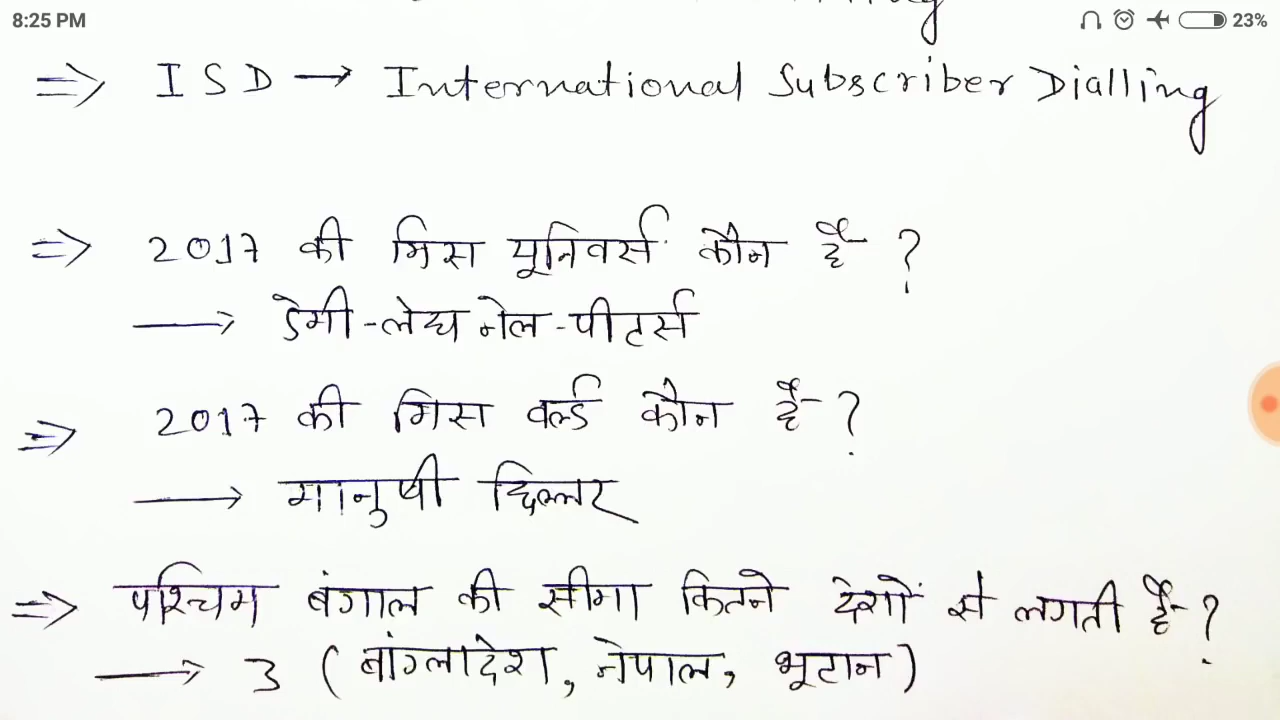 8:25 PM 23%
⇒ ISD → International Subscriber Dialling
⇒ 2017 की मिस यूनिवर्स कौन है ?
→ डेमी-लेघ नेल-पीटर्स
⇒ 2017 की मिस वर्ल्ड कौन है ?
→ मानुषी छिल्लर
⇒ पश्चिम बंगाल की सीमा कितने देशों से लगती है ?
→ 3 (बांग्लादेश, नेपाल, भूटान)